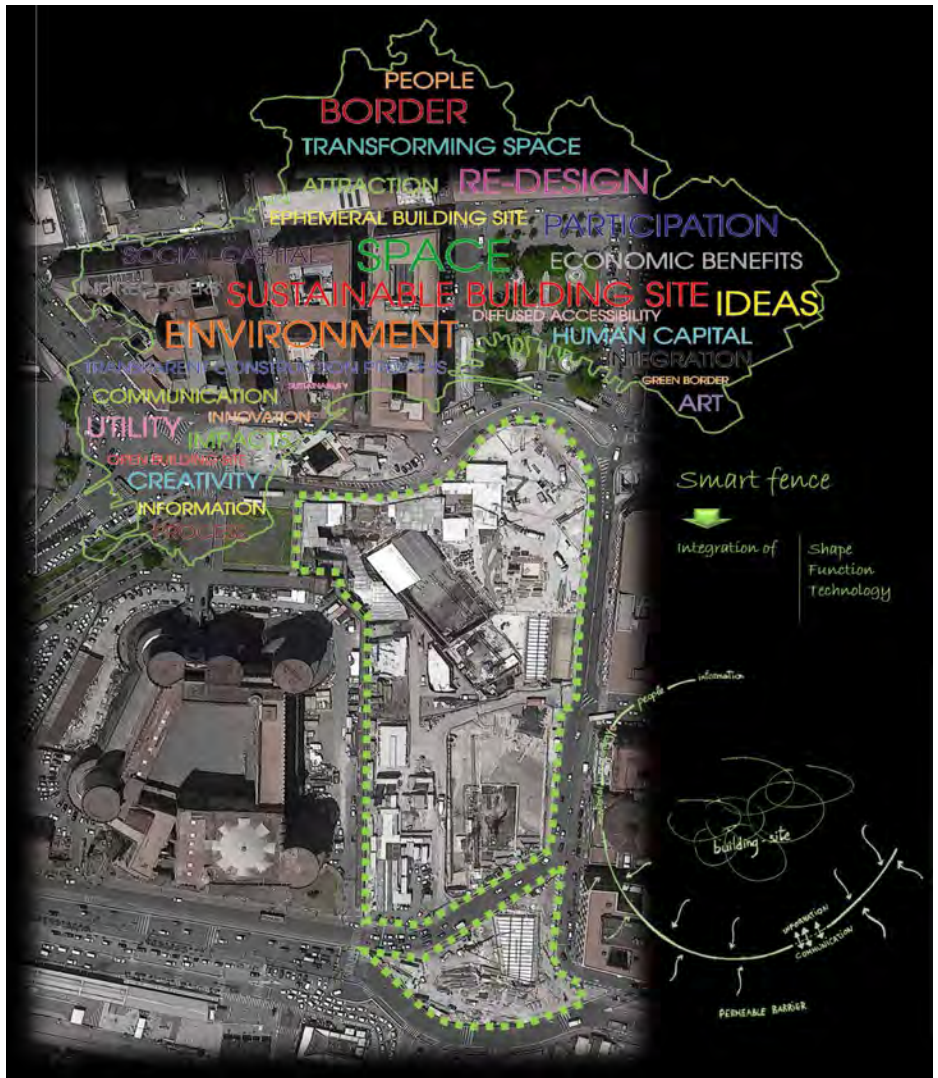 PEOPLE
BORDER
TRANSFORMING SPACE
ATTRACTION
RE-DESIGN
EPHEMERAL BUILDING SITE
PARTICIPATION
SOCIAL CAPITAL
SPACE
ECONOMIC BENEFITS
SUSTAINABLE BUILDING SITE
IDEAS
DIFFUSED ACCESSIBILITY
ENVIRONMENT
HUMAN CAPITAL
INTEGRATION
TRANSPARENT CONSTRUCTION PROCESS
GREEN BORDER
SUSTAINABILITY
COMMUNICATION
ART
INNOVATION
UTILITY
IMPACTS
OPEN BUILDING SITE
CREATIVITY
INFORMATION
PROCESS
Smart fence
Integration of
Shape
Function
Technology
information
people
building-site
INFORMATION
COMMUNICATION
PERMEABLE BARRIER